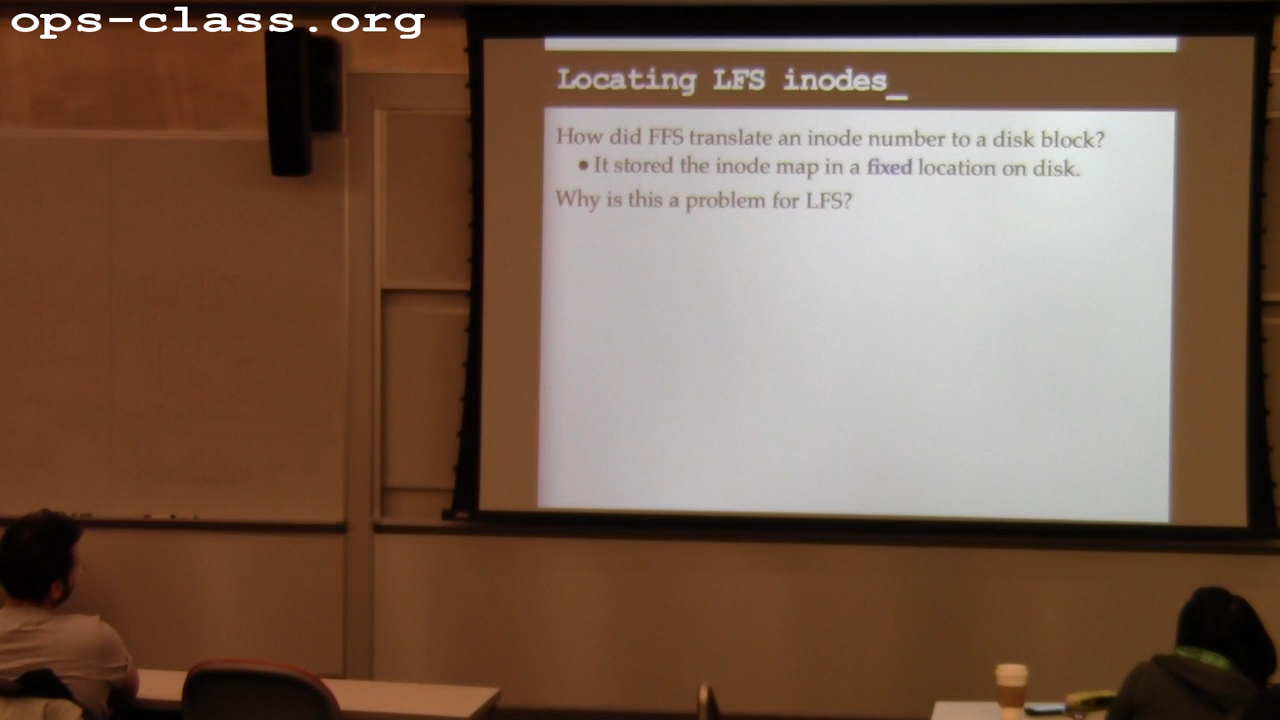 ops-class.org
Locating LFS inodes_
How did FFS translate an inode number to a disk block?
• It stored the inode map in a fixed location on disk.
Why is this a problem for LFS?